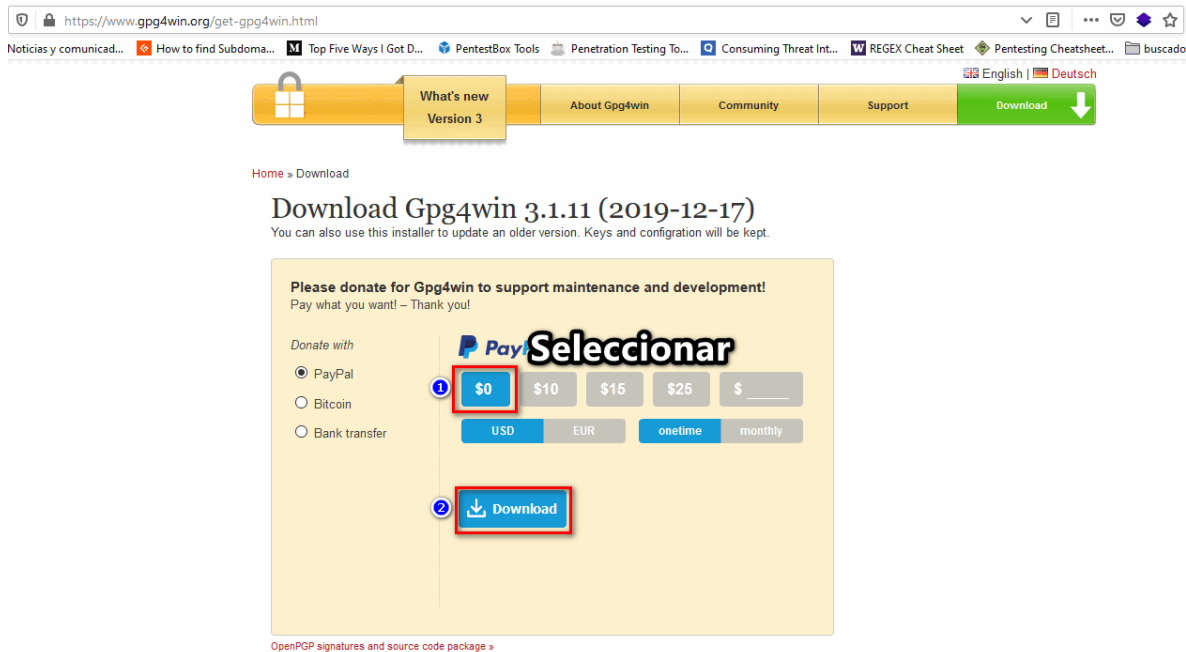 https://www.gpg4win.org/get-gpg4win.html
Noticias y comunicad... How to find Subdoma... Top Five Ways I Got D... PentestBox Tools Penetration Testing To... Consuming Threat Int... REGEX Cheat Sheet Pentesting Cheatsheet... buscado
English | Deutsch
What's new
Version 3
About Gpg4win
Community
Support
Download
Home » Download
Download Gpg4win 3.1.11 (2019-12-17)
You can also use this installer to update an older version. Keys and configration will be kept.
Please donate for Gpg4win to support maintenance and development!
Pay what you want! – Thank you!
Donate with
PayPal
Bitcoin
Bank transfer
Seleccionar
1
$0 $10 $15 $25 $ _____
USD EUR onetime monthly
2
Download
OpenPGP signatures and source code package »